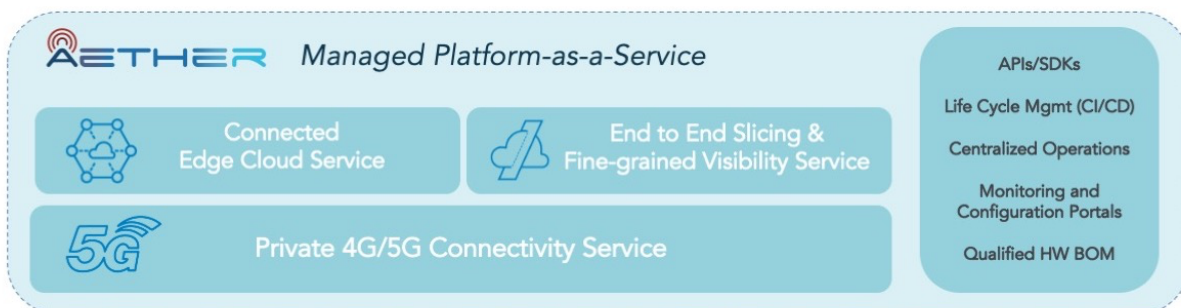 AETHER Managed Platform-as-a-Service
Connected
Edge Cloud Service
End to End Slicing &
Fine-grained Visibility Service
5G Private 4G/5G Connectivity Service
APIs/SDKs
Life Cycle Mgmt (CI/CD)
Centralized Operations
Monitoring and
Configuration Portals
Qualified HW BOM